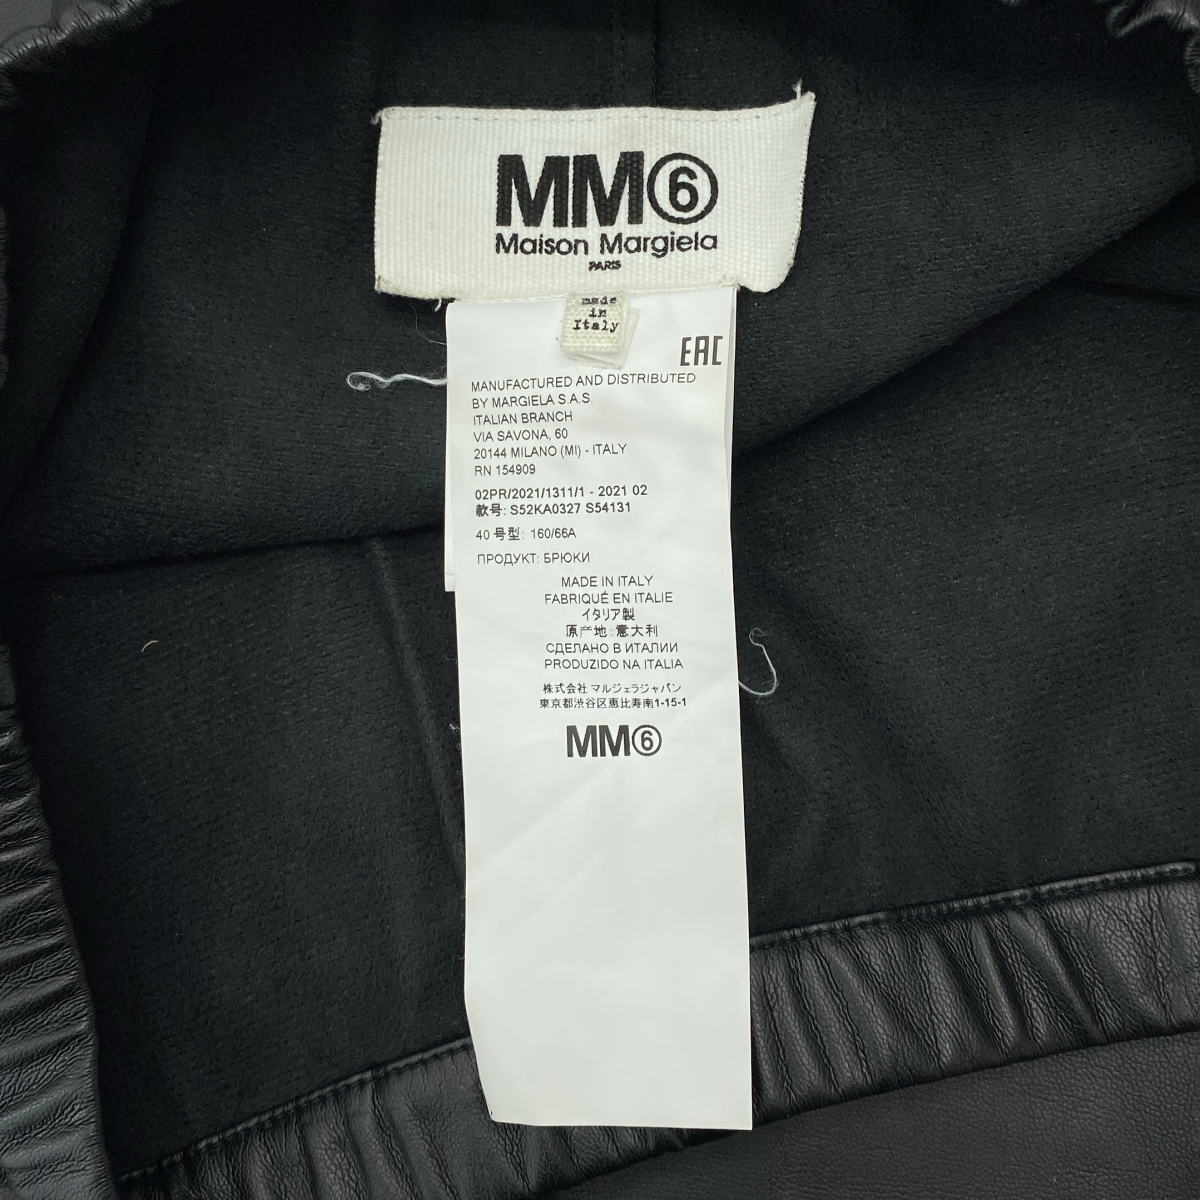 MM⑥
Maison Margiela
PARIS
made
in
Italy
EAC
MANUFACTURED AND DISTRIBUTED
BY MARGIELA S.A.S.
ITALIAN BRANCH
VIA SAVONA, 60
20144 MILANO (MI) - ITALY
RN 154909
02PR/2021/1311/1 - 2021 02
款号: S52KA0327 S54131
40 号型: 160/66A
ПРОДУКТ: БРЮКИ
MADE IN ITALY
FABRIQUÉ EN ITALIE
イタリア製
原产地: 意大利
СДЕЛАНО В ИТАЛИИ
PRODUZIDO NA ITALIA
株式会社 マルジェラジャパン
東京都渋谷区恵比寿南1-15-1
MM⑥